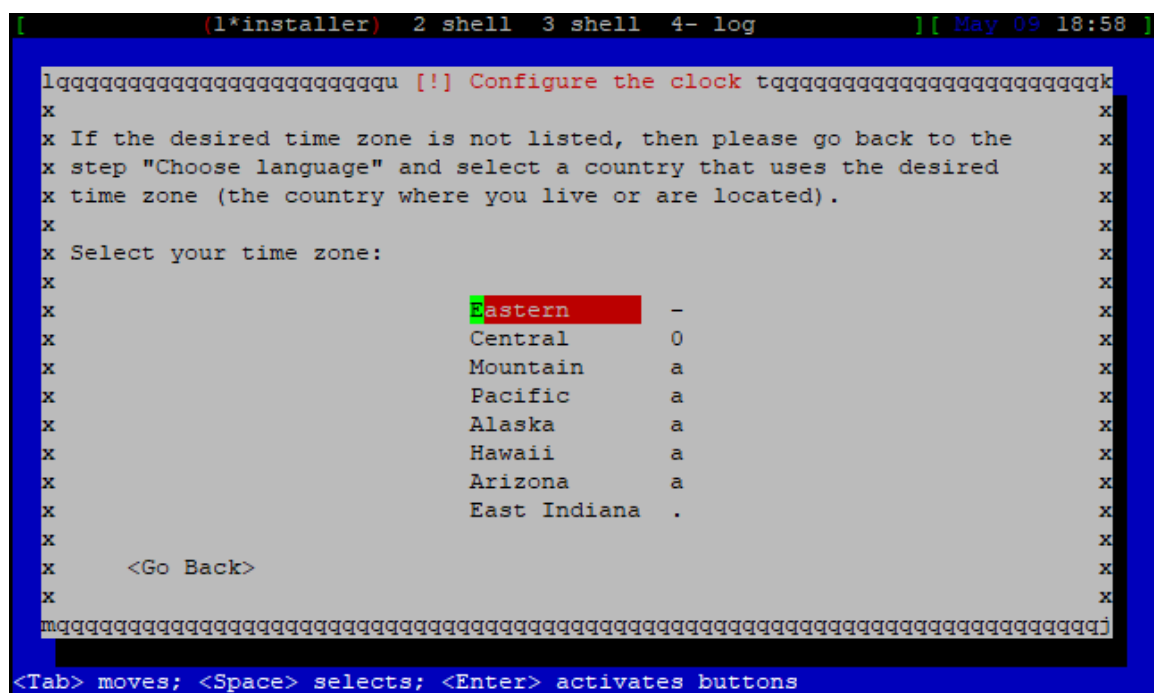 [ (1*installer) 2 shell 3 shell 4- log ][ May 09 18:58 ]
lqqqqqqqqqqqqqqqqqqqqqqqqu [!] Configure the clock tqqqqqqqqqqqqqqqqqqqqqqqk
x x
x If the desired time zone is not listed, then please go back to the x
x step "Choose language" and select a country that uses the desired x
x time zone (the country where you live or are located). x
x x
x Select your time zone: x
x x
x Eastern - x
x Central 0 x
x Mountain a x
x Pacific a x
x Alaska a x
x Hawaii a x
x Arizona a x
x East Indiana . x
x x
x <Go Back> x
x x
mqqqqqqqqqqqqqqqqqqqqqqqqqqqqqqqqqqqqqqqqqqqqqqqqqqqqqqqqqqqqqqqqqqqqqqqqqj
<Tab> moves; <Space> selects; <Enter> activates buttons